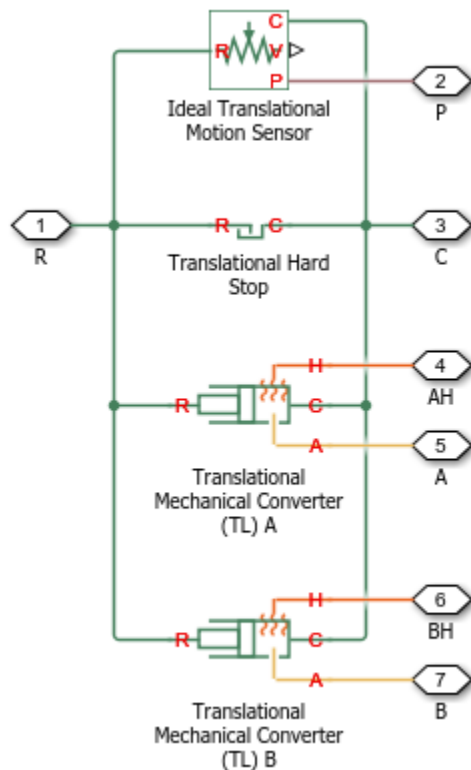 C
R V
P
2
P
Ideal Translational
Motion Sensor
1
R
R C
3
C
Translational Hard
Stop
H
4
AH
R C
A
5
A
Translational
Mechanical Converter
(TL) A
H
6
BH
R C
A
7
B
Translational
Mechanical Converter
(TL) B